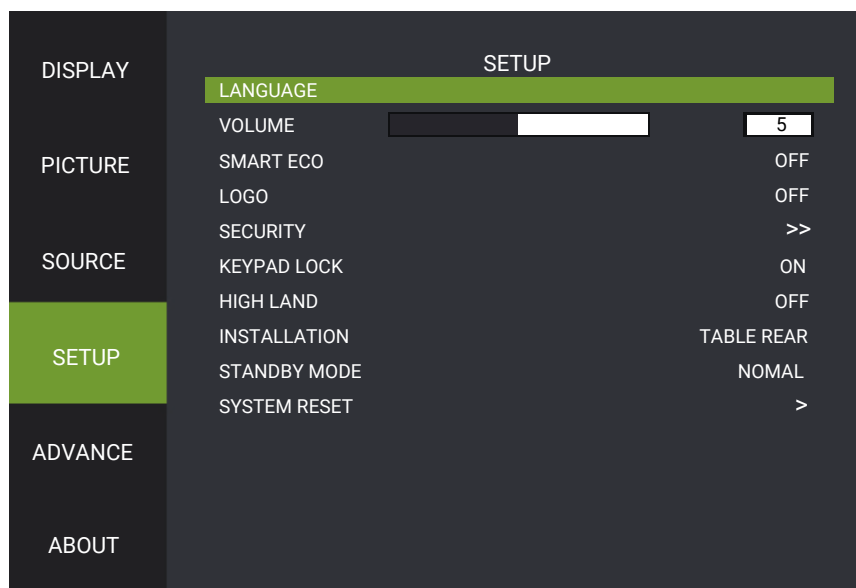 DISPLAY
PICTURE
SOURCE
SETUP
ADVANCE
ABOUT
SETUP
LANGUAGE
VOLUME 5
SMART ECO OFF
LOGO OFF
SECURITY >>
KEYPAD LOCK ON
HIGH LAND OFF
INSTALLATION TABLE REAR
STANDBY MODE NOMAL
SYSTEM RESET >